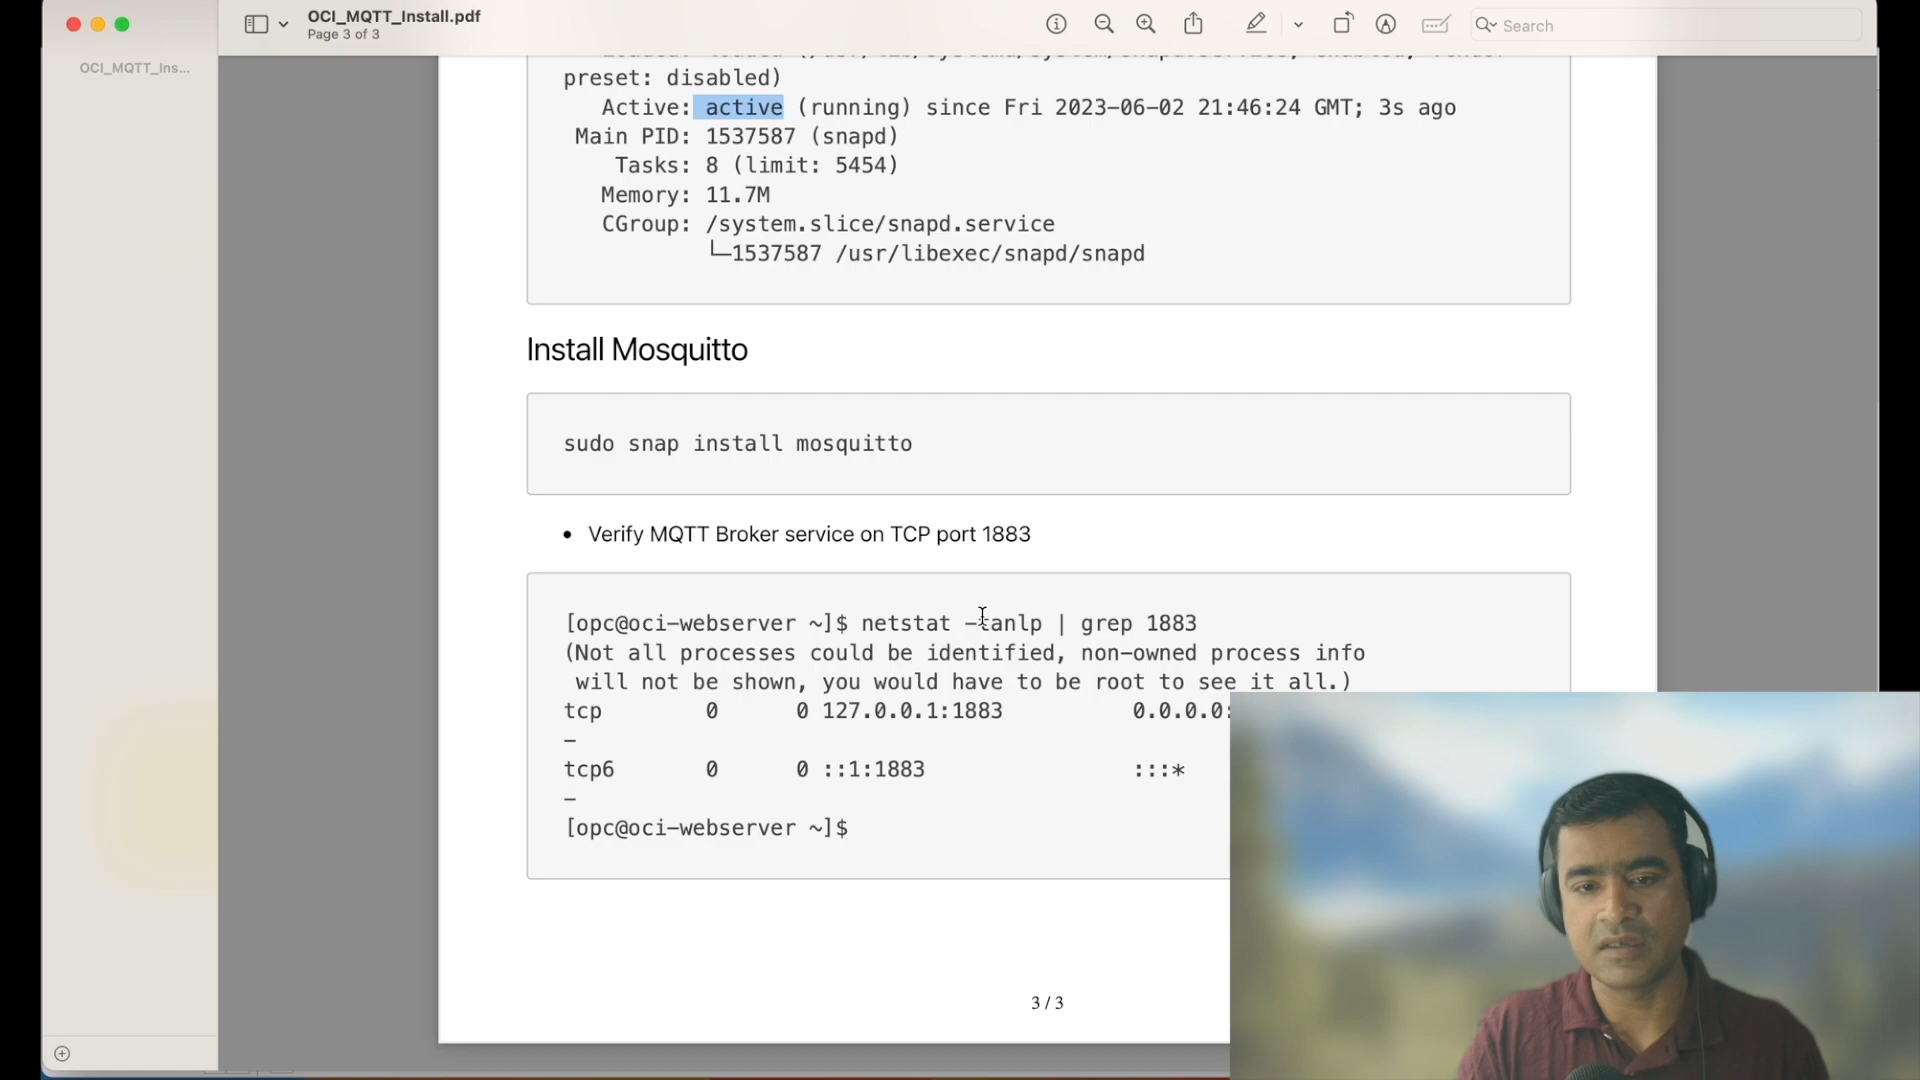 OCI_MQTT_Install.pdf
Page 3 of 3
Search
OCI_MQTT_Ins...
preset: disabled)
Active: active (running) since Fri 2023-06-02 21:46:24 GMT; 3s ago
Main PID: 1537587 (snapd)
Tasks: 8 (limit: 5454)
Memory: 11.7M
CGroup: /system.slice/snapd.service
└─1537587 /usr/libexec/snapd/snapd
Install Mosquitto
sudo snap install mosquitto
• Verify MQTT Broker service on TCP port 1883
[opc@oci-webserver ~]$ netstat -tanlp | grep 1883
(Not all processes could be identified, non-owned process info
will not be shown, you would have to be root to see it all.)
tcp 0 0 127.0.0.1:1883 0.0.0.0:
-
tcp6 0 0 ::1:1883 :::*
-
[opc@oci-webserver ~]$
3 / 3